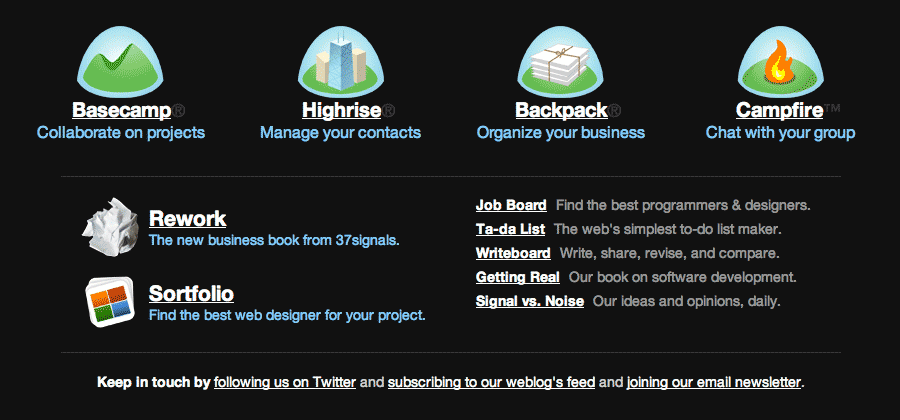 Basecamp® Highrise® Backpack® Campfire™
Collaborate on projects Manage your contacts Organize your business Chat with your group
Rework
The new business book from 37signals.
Sortfolio
Find the best web designer for your project.
Job Board Find the best programmers & designers.
Ta-da List The web's simplest to-do list maker.
Writeboard Write, share, revise, and compare.
Getting Real Our book on software development.
Signal vs. Noise Our ideas and opinions, daily.
Keep in touch by following us on Twitter and subscribing to our weblog's feed and joining our email newsletter.